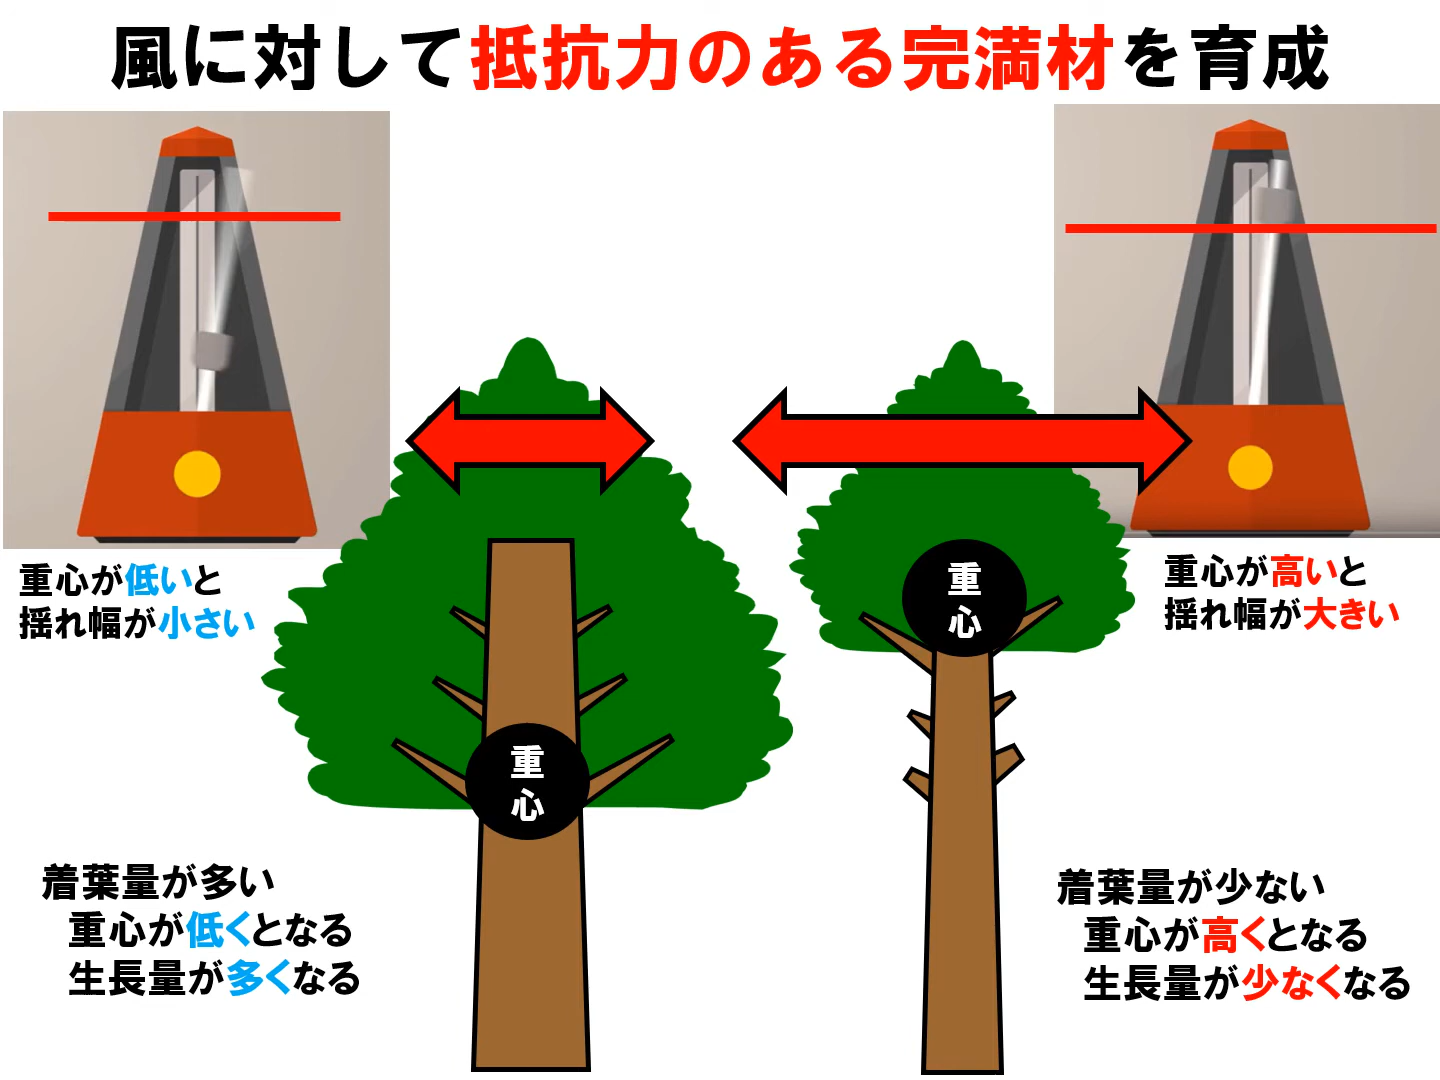 風に対して抵抗力のある完満材を育成
重心が低いと
揺れ幅が小さい
重心が高いと
揺れ幅が大きい
重
心
重
心
着葉量が多い
重心が低くとなる
生長量が多くなる
着葉量が少ない
重心が高くとなる
生長量が少なくなる